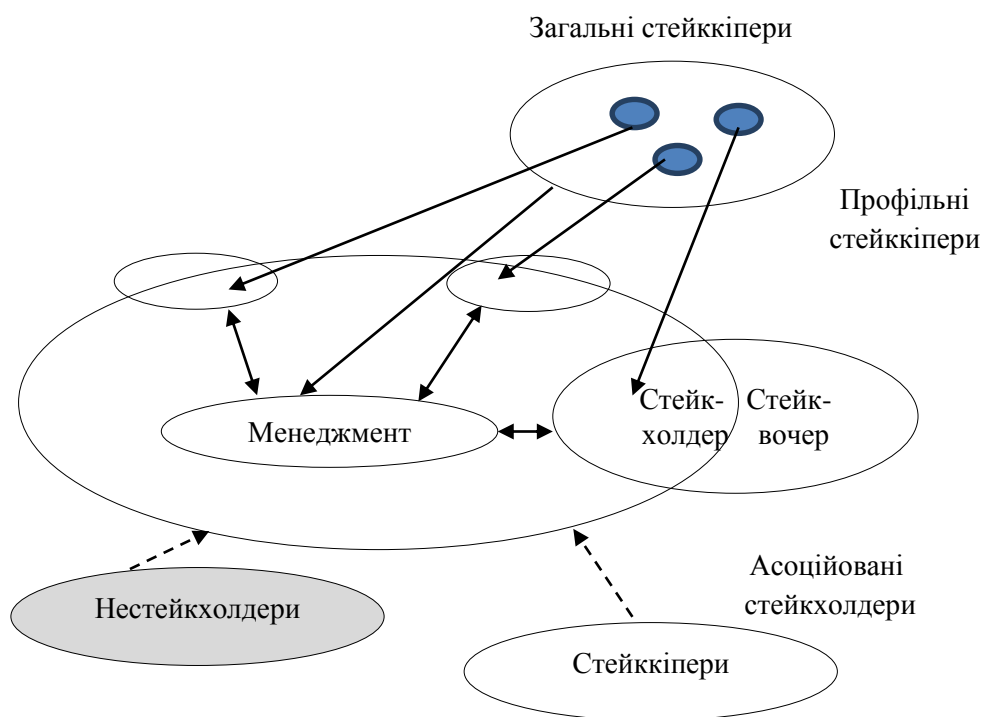 Загальні стейккіпери
Профільні
стейккіпери
Стейк-
холдер
Стейк-
вочер
Менеджмент
Асоційовані
стейкхолдери
Нестейкхолдери
Стейккіпери